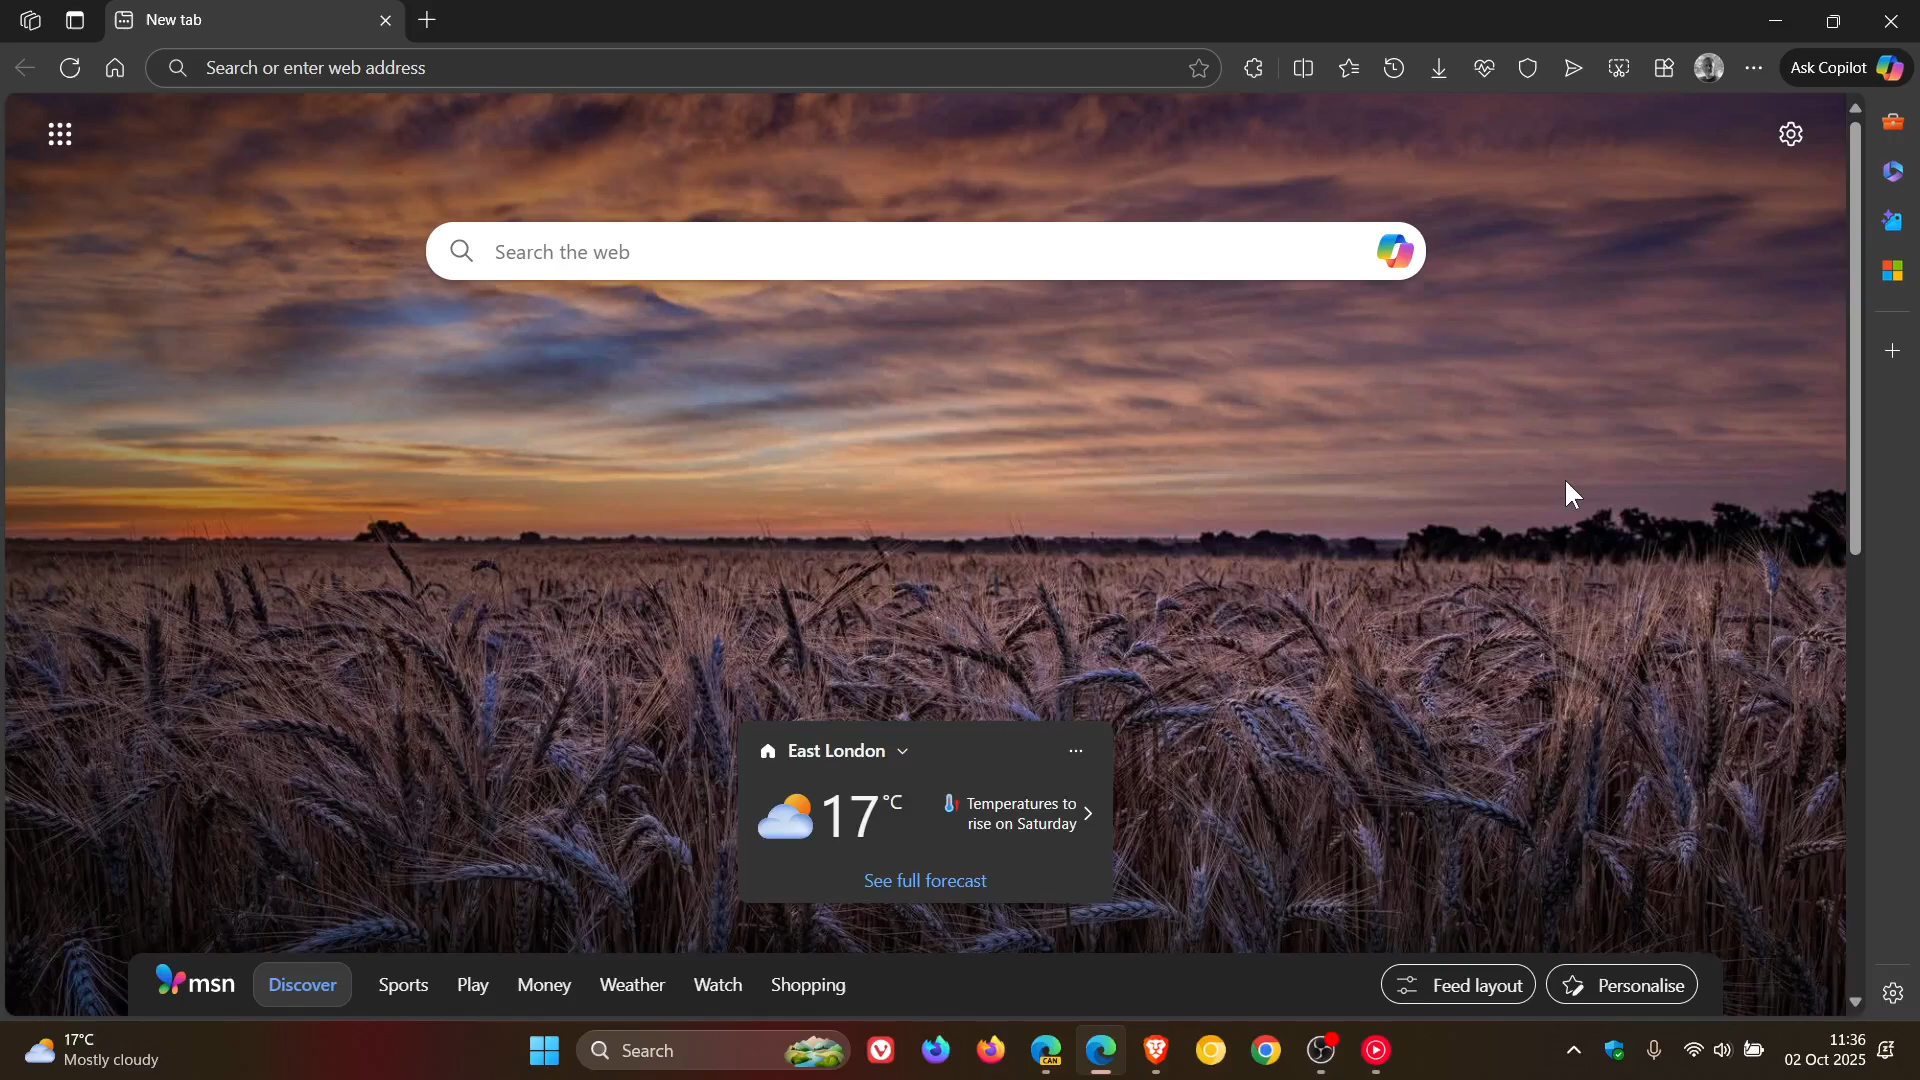 New tab
Search or enter web address
Ask Copilot
Search the web
East London
17°C
Temperatures to
rise on Saturday
See full forecast
msn
Discover
Sports
Play
Money
Weather
Watch
Shopping
Feed layout
Personalise
17°C
Mostly cloudy
Search
CAN
11:36
02 Oct 2025